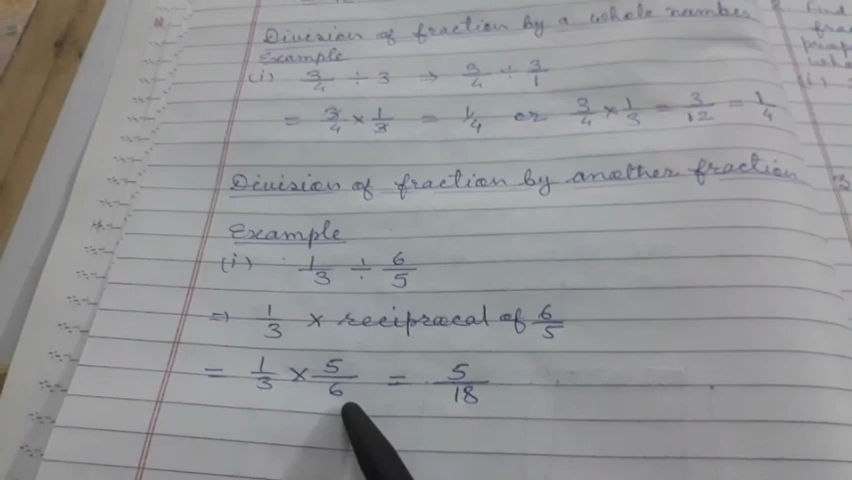 Division of fraction by a whole number
Example
(i) 3/4 ÷ 3 → 3/4 ÷ 3/1
= 3/4 × 1/3 = 1/4 or 3/4 × 1/3 = 3/12 = 1/4
Division of fraction by another fraction
Example
(i) 1/3 ÷ 6/5
⇒ 1/3 × reciprocal of 6/5
= 1/3 × 5/6 = 5/18
Find